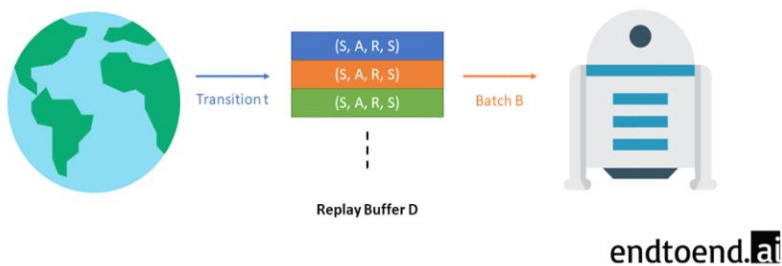 (S, A, R, S)
(S, A, R, S)
(S, A, R, S)
Transition t
Batch B
Replay Buffer D
endtoend.ai